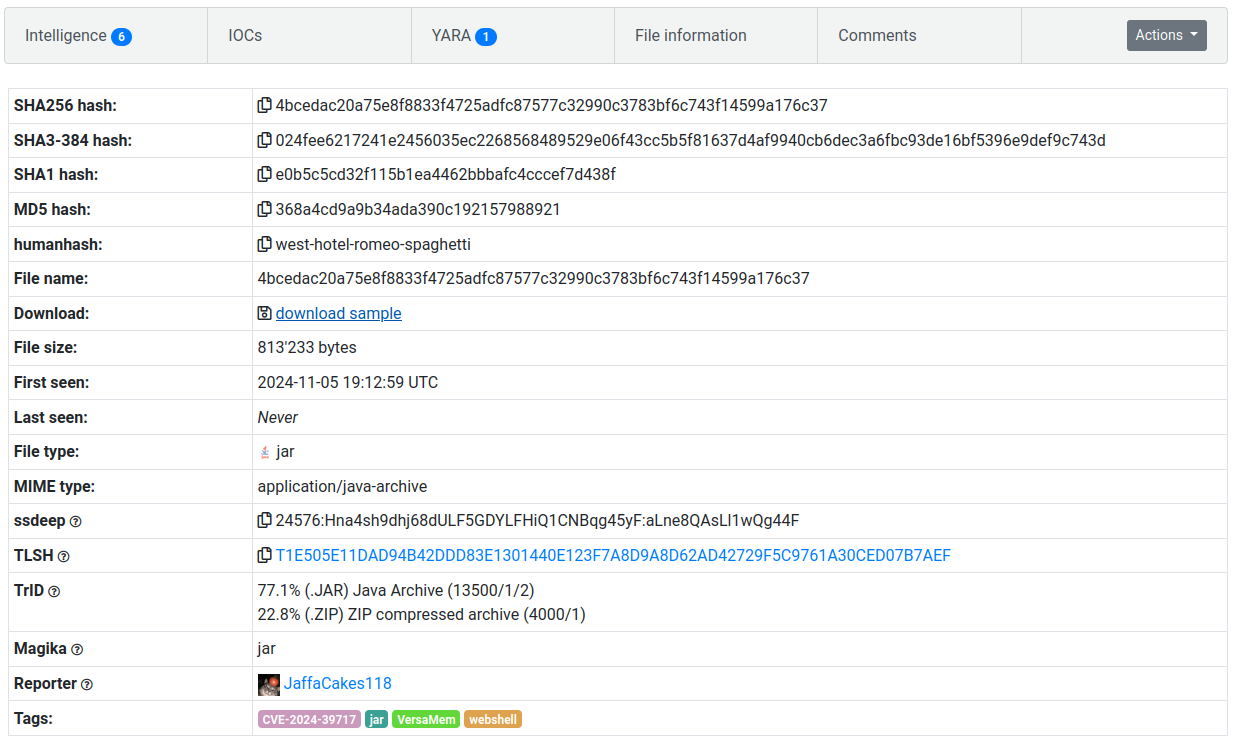 Intelligence 6 IOCs YARA 1 File information Comments Actions
SHA256 hash: 4bcedac20a75e8f8833f4725adfc87577c32990c3783bf6c743f14599a176c37
SHA3-384 hash: 024fee6217241e2456035ec2268568489529e06f43cc5b5f81637d4af9940cb6dec3a6fbc93de16bf5396e9def9c743d
SHA1 hash: e0b5c5cd32f115b1ea4462bbbafc4cccef7d438f
MD5 hash: 368a4cd9a9b34ada390c192157988921
humanhash: west-hotel-romeo-spaghetti
File name: 4bcedac20a75e8f8833f4725adfc87577c32990c3783bf6c743f14599a176c37
Download: download sample
File size: 813'233 bytes
First seen: 2024-11-05 19:12:59 UTC
Last seen: Never
File type: jar
MIME type: application/java-archive
ssdeep 24576:Hna4sh9dhj68dULF5GDYLFHiQ1CNBqg45yF:aLne8QAsLI1wQg44F
TLSH T1E505E11DAD94B42DDD83E1301440E123F7A8D9A8D62AD42729F5C9761A30CED07B7AEF
TrID 77.1% (.JAR) Java Archive (13500/1/2)
22.8% (.ZIP) ZIP compressed archive (4000/1)
Magika jar
Reporter JaffaCakes118
Tags: CVE-2024-39717 jar VersaMem webshell